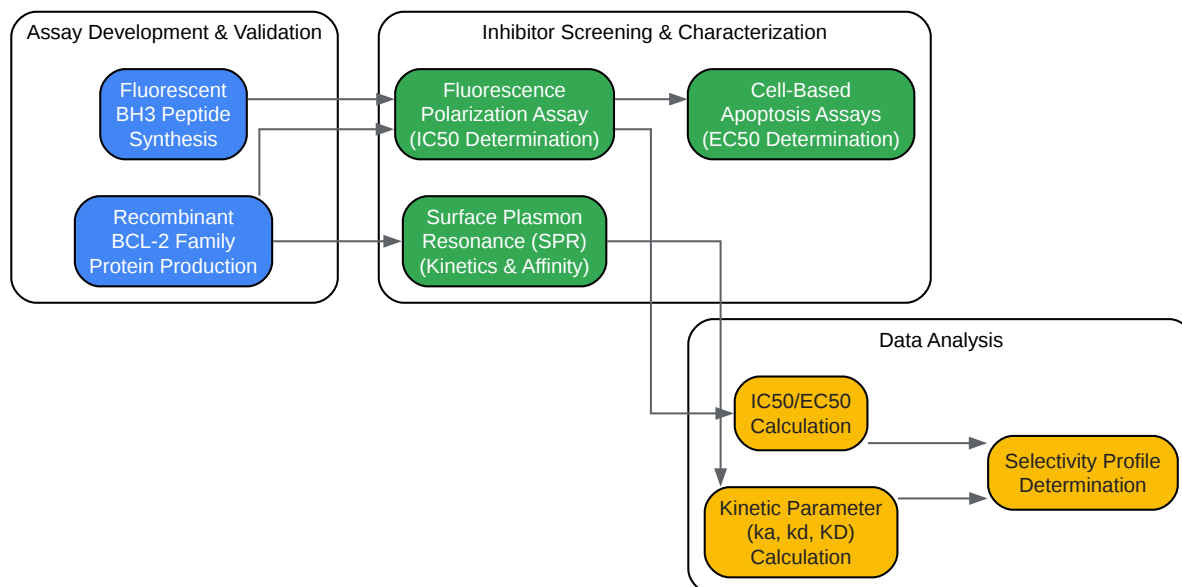 Assay Development & Validation
Fluorescent
BH3 Peptide
Synthesis
Recombinant
BCL-2 Family
Protein Production
Inhibitor Screening & Characterization
Fluorescence
Polarization Assay
(IC50 Determination)
Cell-Based
Apoptosis Assays
(EC50 Determination)
Surface Plasmon
Resonance (SPR)
(Kinetics & Affinity)
Data Analysis
IC50/EC50
Calculation
Kinetic Parameter
(ka, kd, KD)
Calculation
Selectivity Profile
Determination